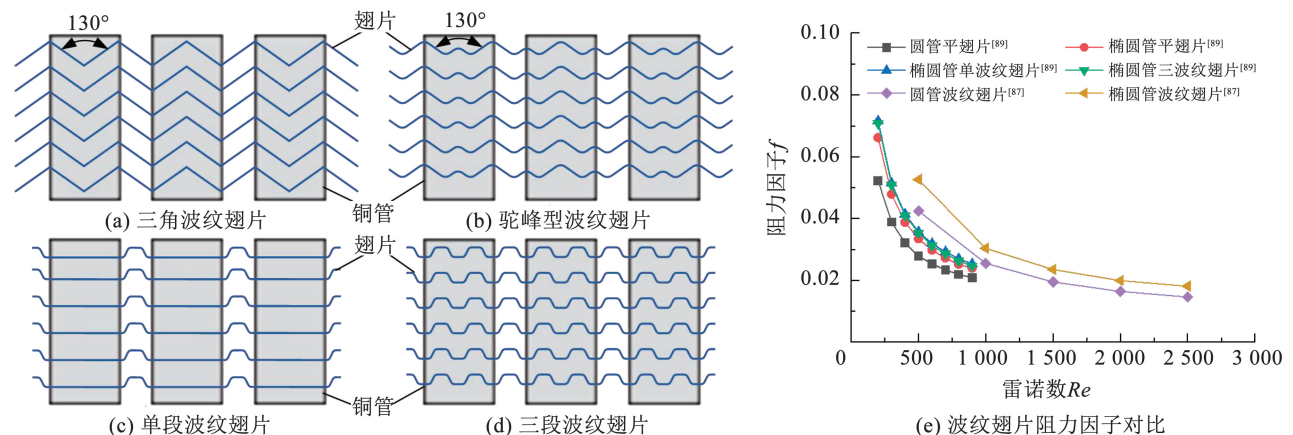 130°
翅片
铜管
(a) 三角波纹翅片
130°
(b) 驼峰型波纹翅片
翅片
铜管
(c) 单段波纹翅片
(d) 三段波纹翅片
阻力因子f
0.10
0.08
0.06
0.04
0.02
圆管平翅片[89]
椭圆管平翅片[89]
椭圆管单波纹翅片[89]
椭圆管三波纹翅片[89]
圆管波纹翅片[87]
椭圆管波纹翅片[87]
0 500 1 000 1 500 2 000 2 500 3 000
雷诺数Re
(e) 波纹翅片阻力因子对比